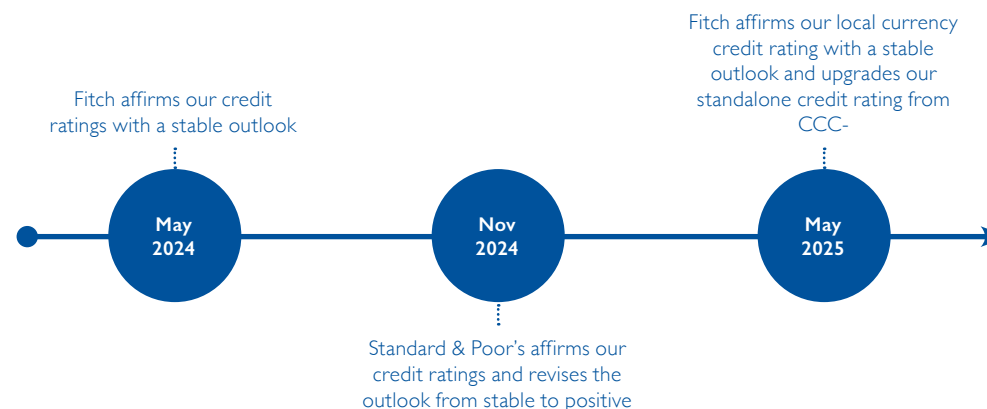 Fitch affirms our credit
ratings with a stable outlook
May
2024
Nov
2024
Standard & Poor's affirms our
credit ratings and revises the
outlook from stable to positive
Fitch affirms our local currency
credit rating with a stable
outlook and upgrades our
standalone credit rating from
CCC-
May
2025